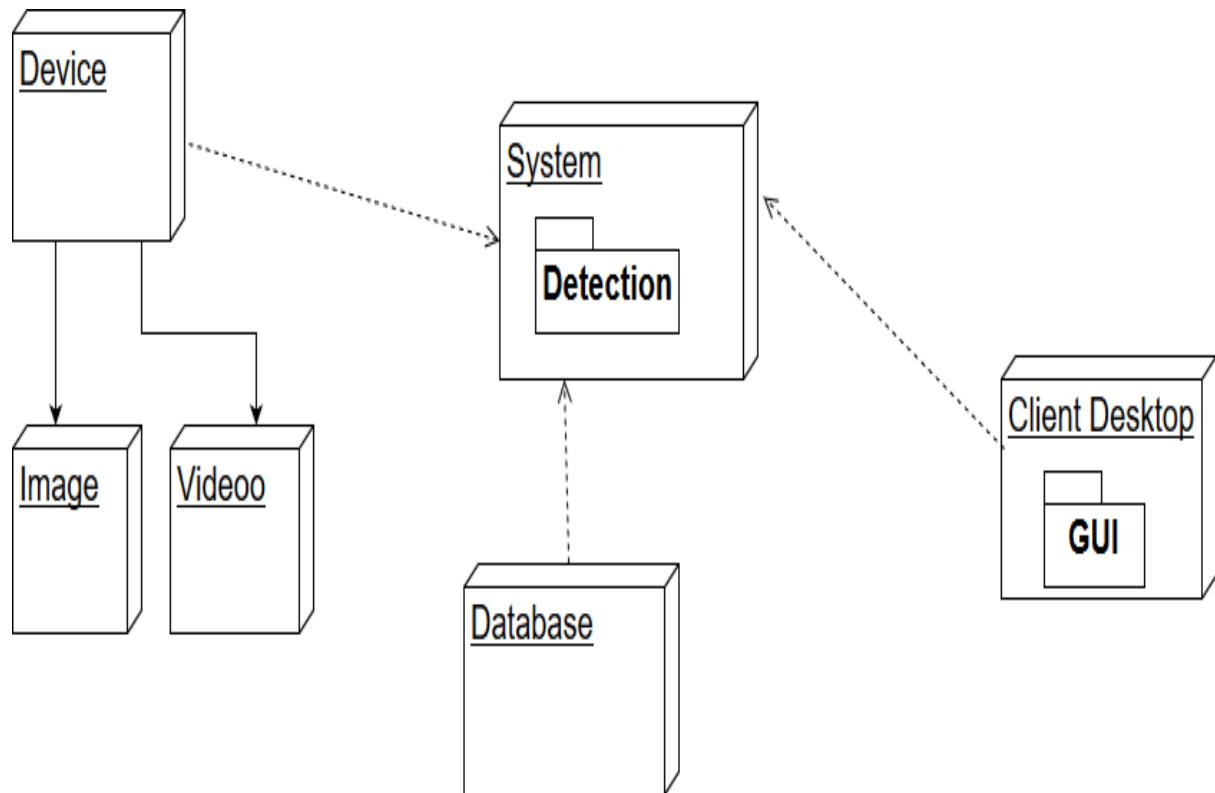 Device
System
Detection
Client Desktop
GUI
Image
Videoo
Database